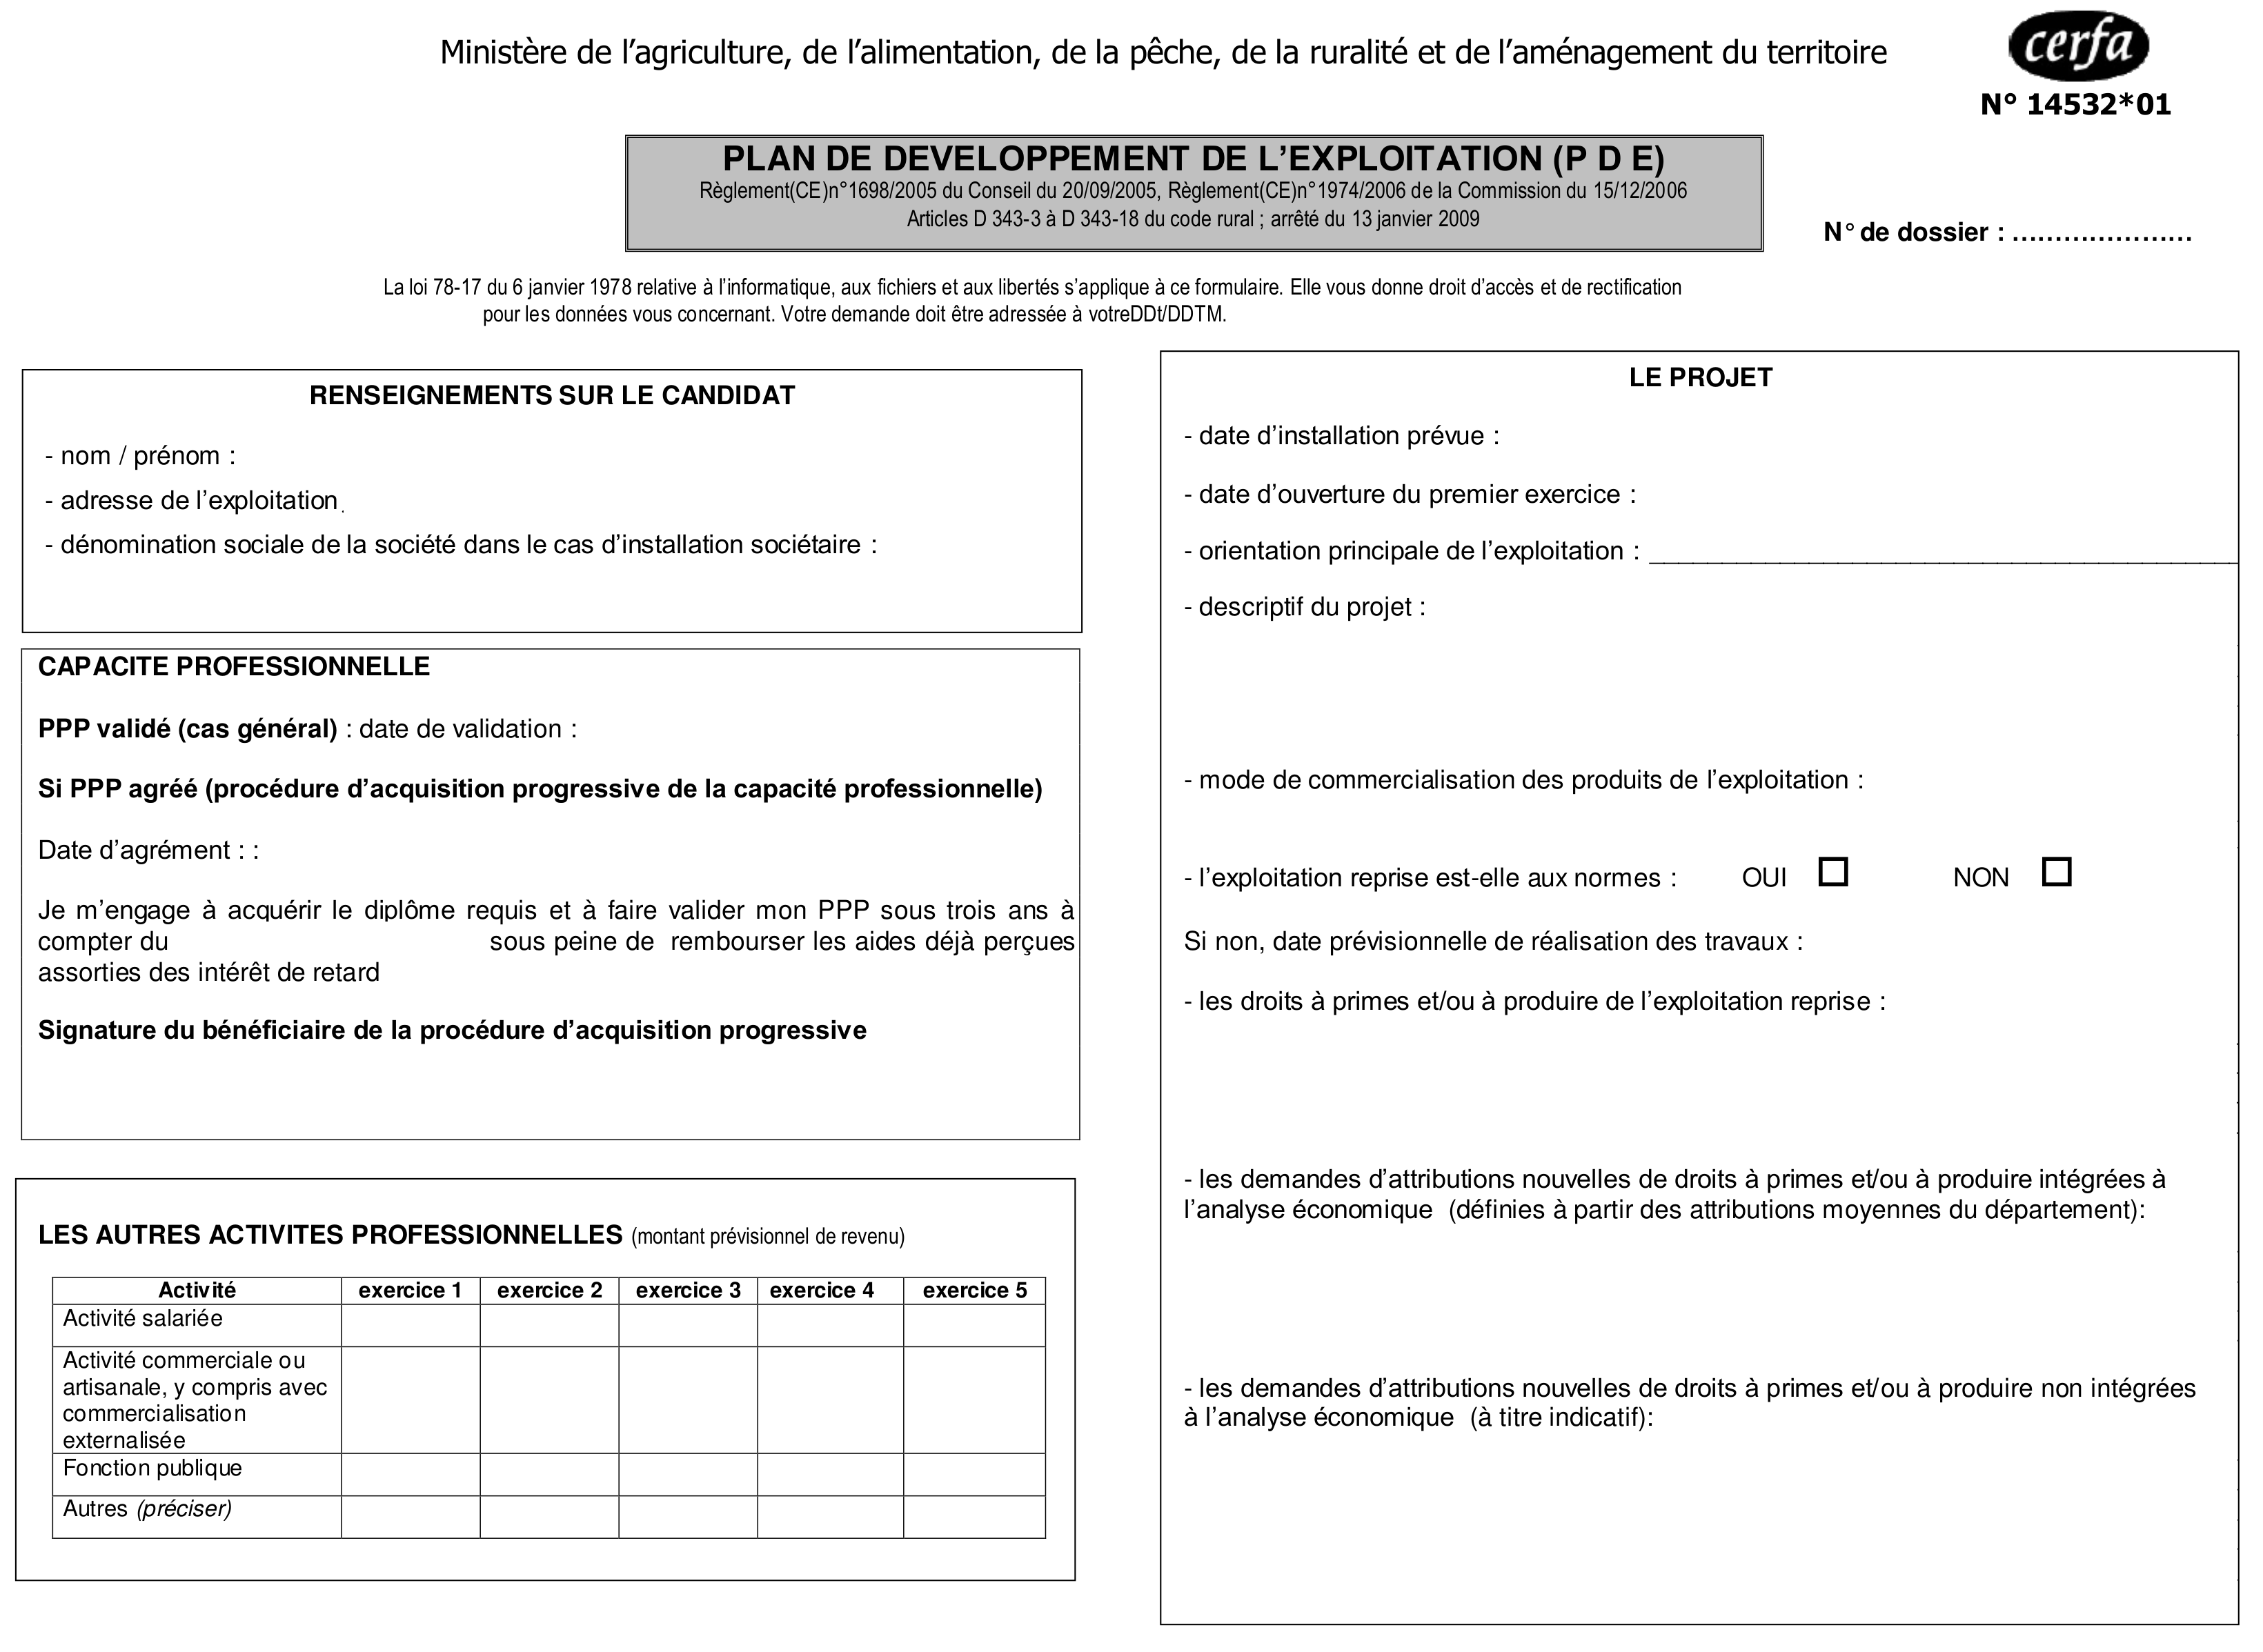 Ministère de l’agriculture, de l’alimentation, de la pêche, de la ruralité et de l’aménagement du territoire
cerfa
N° 14532*01
PLAN DE DEVELOPPEMENT DE L’EXPLOITATION (P D E)
Règlement(CE)n°1698/2005 du Conseil du 20/09/2005, Règlement(CE)n°1974/2006 de la Commission du 15/12/2006
Articles D 343-3 à D 343-18 du code rural ; arrêté du 13 janvier 2009
N° de dossier : .....................
La loi 78-17 du 6 janvier 1978 relative à l’informatique, aux fichiers et aux libertés s’applique à ce formulaire. Elle vous donne droit d’accès et de rectification
pour les données vous concernant. Votre demande doit être adressée à votreDDt/DDTM.
RENSEIGNEMENTS SUR LE CANDIDAT
- nom / prénom :
- adresse de l’exploitation.
- dénomination sociale de la société dans le cas d’installation sociétaire :
CAPACITE PROFESSIONNELLE
PPP validé (cas général) : date de validation :
Si PPP agréé (procédure d’acquisition progressive de la capacité professionnelle)
Date d’agrément : :
Je m’engage à acquérir le diplôme requis et à faire valider mon PPP sous trois ans à
compter du sous peine de rembourser les aides déjà perçues
assorties des intérêt de retard
Signature du bénéficiaire de la procédure d’acquisition progressive
LES AUTRES ACTIVITES PROFESSIONNELLES (montant prévisionnel de revenu)
Activité exercice 1 exercice 2 exercice 3 exercice 4 exercice 5
Activité salariée
Activité commerciale ou
artisanale, y compris avec
commercialisation
externalisée
Fonction publique
Autres (préciser)
LE PROJET
- date d’installation prévue :
- date d’ouverture du premier exercice :
- orientation principale de l’exploitation : ________________________________________
- descriptif du projet :
- mode de commercialisation des produits de l’exploitation :
- l’exploitation reprise est-elle aux normes : OUI ☐ NON ☐
Si non, date prévisionnelle de réalisation des travaux :
- les droits à primes et/ou à produire de l’exploitation reprise :
- les demandes d’attributions nouvelles de droits à primes et/ou à produire intégrées à
l’analyse économique (définies à partir des attributions moyennes du département):
- les demandes d’attributions nouvelles de droits à primes et/ou à produire non intégrées
à l’analyse économique (à titre indicatif):